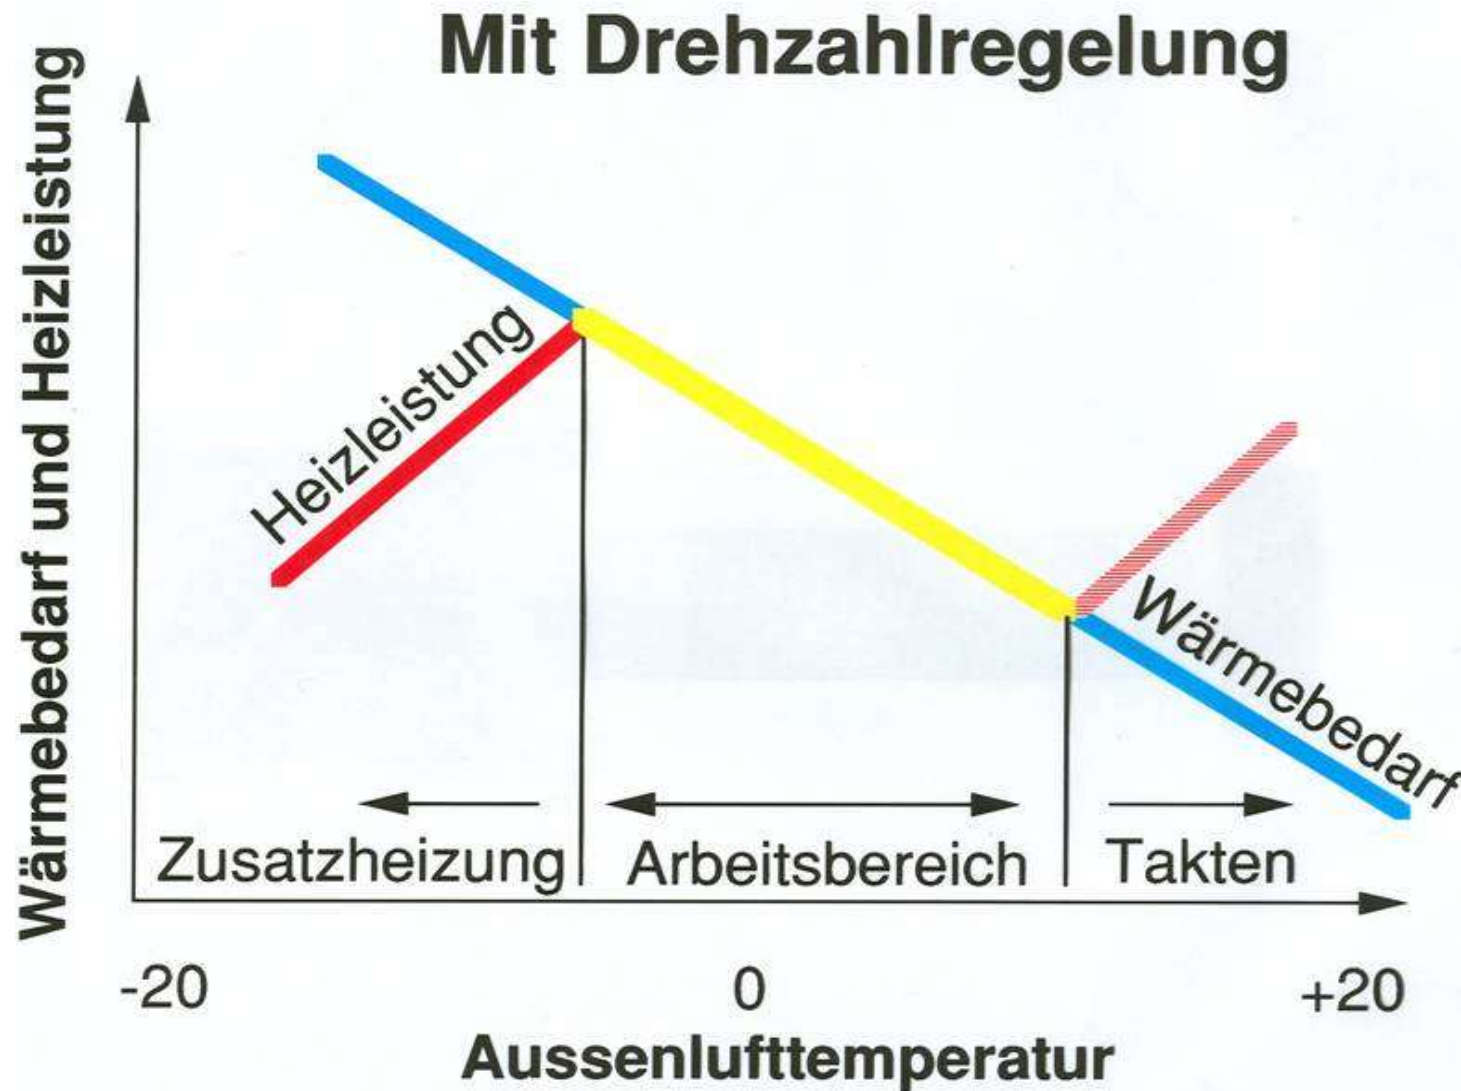 Mit Drehzahlregelung
Wärmebedarf und Heizleistung
Heizleistung
Wärmebedarf
Zusatzheizung
Arbeitsbereich
Takten
-20
0
+20
Aussenlufttemperatur